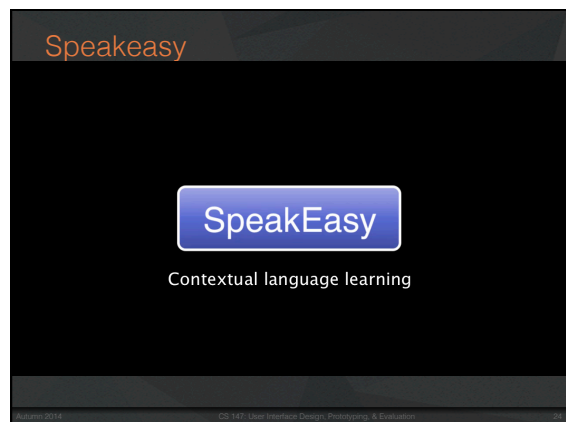 Speakeasy
SpeakEasy
Contextual language learning
Autumn 2014
CS 147: User Interface Design, Prototyping, & Evaluation
24